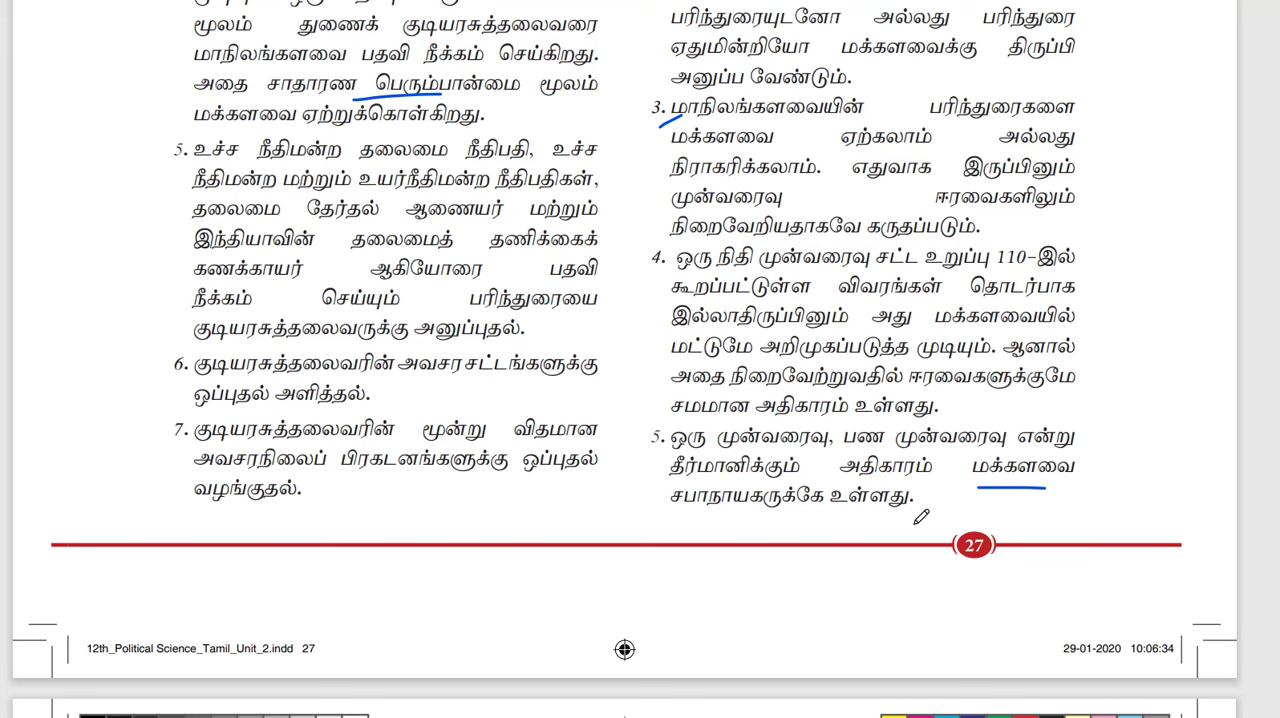 மூலம் துணைக் குடியரசுத்தலைவரை
மாநிலங்களவை பதவி நீக்கம் செய்கிறது.
அதை சாதாரண பெரும்பான்மை மூலம்
மக்களவை ஏற்றுக்கொள்கிறது.
5. உச்ச நீதிமன்ற தலைமை நீதிபதி, உச்ச
நீதிமன்ற மற்றும் உயர்நீதிமன்ற நீதிபதிகள்,
தலைமை தேர்தல் ஆணையர் மற்றும்
இந்தியாவின் தலைமைத் தணிக்கைக்
கணக்காயர் ஆகியோரை பதவி
நீக்கம் செய்யும் பரிந்துரையை
குடியரசுத்தலைவருக்கு அனுப்புதல்.
6. குடியரசுத்தலைவரின் அவசர சட்டங்களுக்கு
ஒப்புதல் அளித்தல்.
7. குடியரசுத்தலைவரின் மூன்று விதமான
அவசரநிலைப் பிரகடனங்களுக்கு ஒப்புதல்
வழங்குதல்.
பரிந்துரையுடனோ அல்லது பரிந்துரை
ஏதுமின்றியோ மக்களவைக்கு திருப்பி
அனுப்ப வேண்டும்.
3. மாநிலங்களவையின் பரிந்துரைகளை
மக்களவை ஏற்கலாம் அல்லது
நிராகரிக்கலாம். எதுவாக இருப்பினும்
முன்வரைவு ஈரவைகளிலும்
நிறைவேறியதாகவே கருதப்படும்.
4. ஒரு நிதி முன்வரைவு சட்ட உறுப்பு 110-இல்
கூறப்பட்டுள்ள விவரங்கள் தொடர்பாக
இல்லாதிருப்பினும் அது மக்களவையில்
மட்டுமே அறிமுகப்படுத்த முடியும். ஆனால்
அதை நிறைவேற்றுவதில் ஈரவைகளுக்குமே
சமமான அதிகாரம் உள்ளது.
5. ஒரு முன்வரைவு, பண முன்வரைவு என்று
தீர்மானிக்கும் அதிகாரம் மக்களவை
சபாநாயகருக்கே உள்ளது.
27
12th_Political Science_Tamil_Unit_2.indd 27
29-01-2020 10:06:34